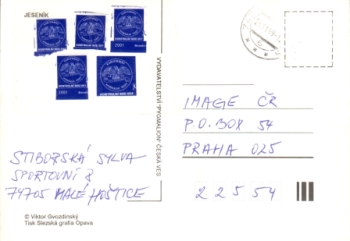 JESENÍK
VYDAVATELSTVÍ "PYGMALION" ČESKÁ VES
IMAGE ČR
P.O.BOX 54
PRAHA 025
22554
STIBORSKÁ SYLVA
SPORTOVNÍ 8
74705 MALÉ HOŠTICE
© Viktor Gvozdinský
Tisk Slezská grafia Opava